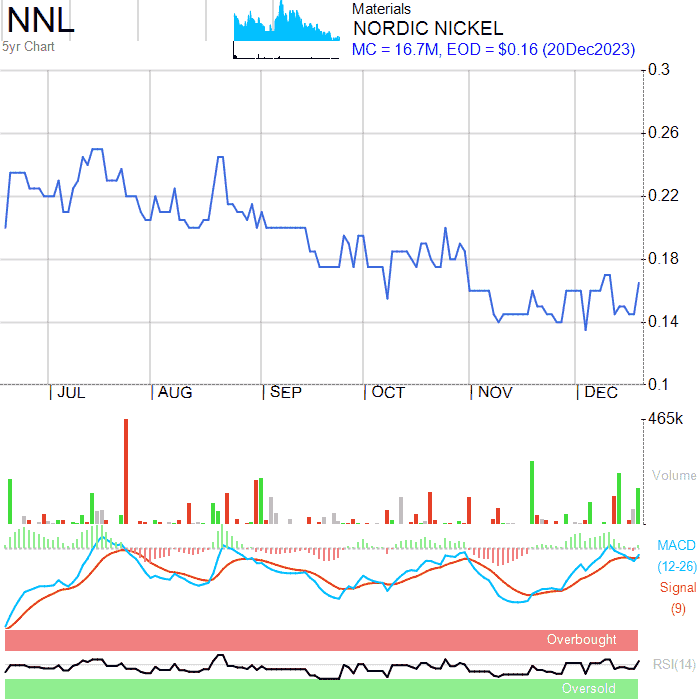 NNL
5yr Chart
Materials
NORDIC NICKEL
MC = 16.7M, EOD = $0.16 (20Dec2023)
0.3
0.26
0.22
0.18
0.14
0.1
JUL AUG SEP OCT NOV DEC
465k
Volume
MACD
(12-26)
Signal
(9)
Overbought
RSI(14)
Oversold